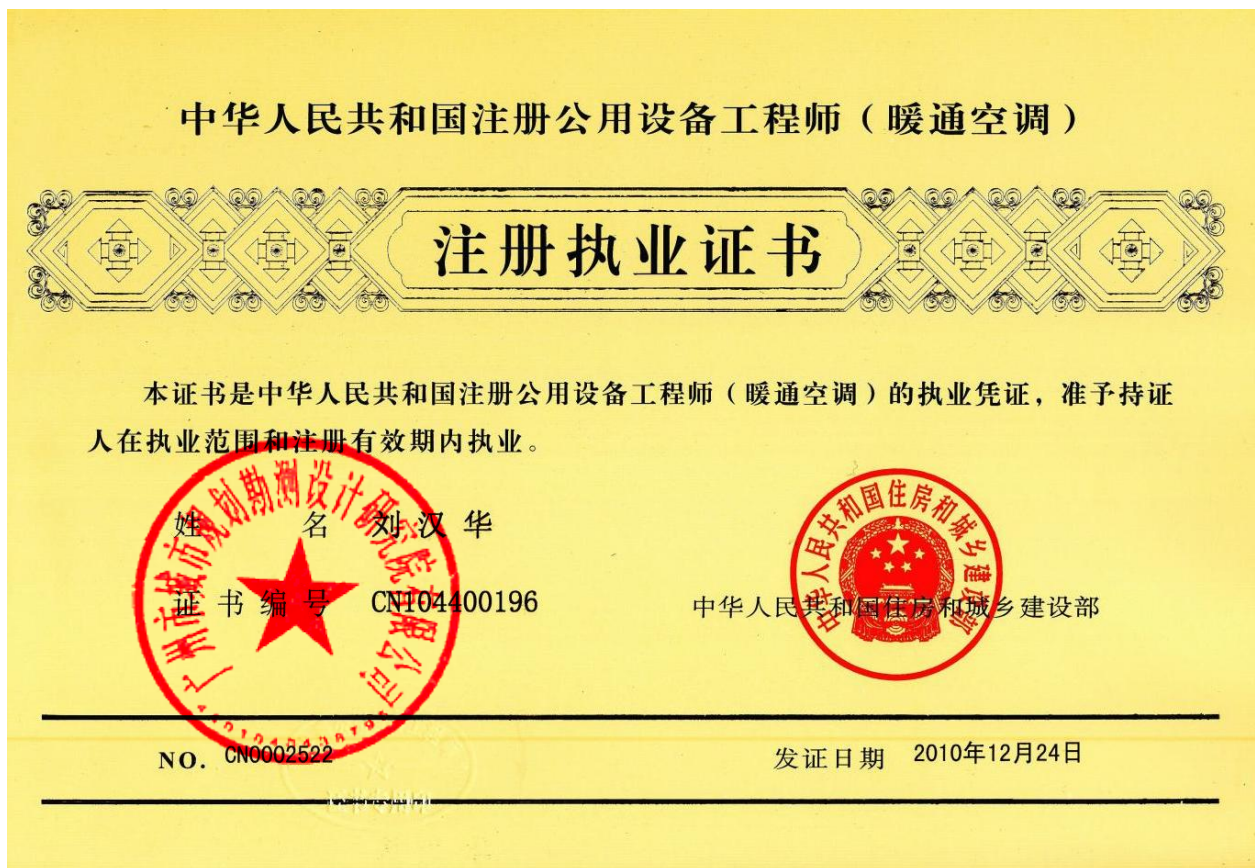 中华人民共和国注册公用设备工程师（暖通空调）
注册执业证书
本证书是中华人民共和国注册公用设备工程师（暖通空调）的执业凭证，准予持证
人在执业范围和注册有效期内执业。
姓 名 刘汉华
证书编号 CN104400196
广州市城市规划勘测设计研究院有限公司
中华人民共和国住房和城乡建设部
中华人民共和国住房和城乡建设部
NO. CN0002522
发证日期 2010年12月24日